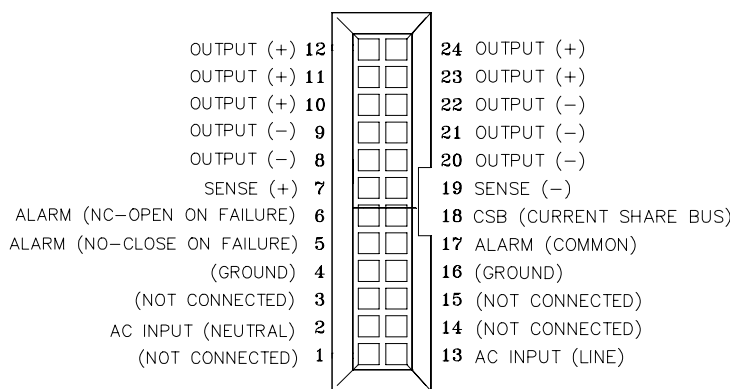 OUTPUT (+) 12 24 OUTPUT (+)
OUTPUT (+) 11 23 OUTPUT (+)
OUTPUT (+) 10 22 OUTPUT (−)
OUTPUT (−) 9 21 OUTPUT (−)
OUTPUT (−) 8 20 OUTPUT (−)
SENSE (+) 7 19 SENSE (−)
ALARM (NC−OPEN ON FAILURE) 6 18 CSB (CURRENT SHARE BUS)
ALARM (NO−CLOSE ON FAILURE) 5 17 ALARM (COMMON)
(GROUND) 4 16 (GROUND)
(NOT CONNECTED) 3 15 (NOT CONNECTED)
AC INPUT (NEUTRAL) 2 14 (NOT CONNECTED)
(NOT CONNECTED) 1 13 AC INPUT (LINE)